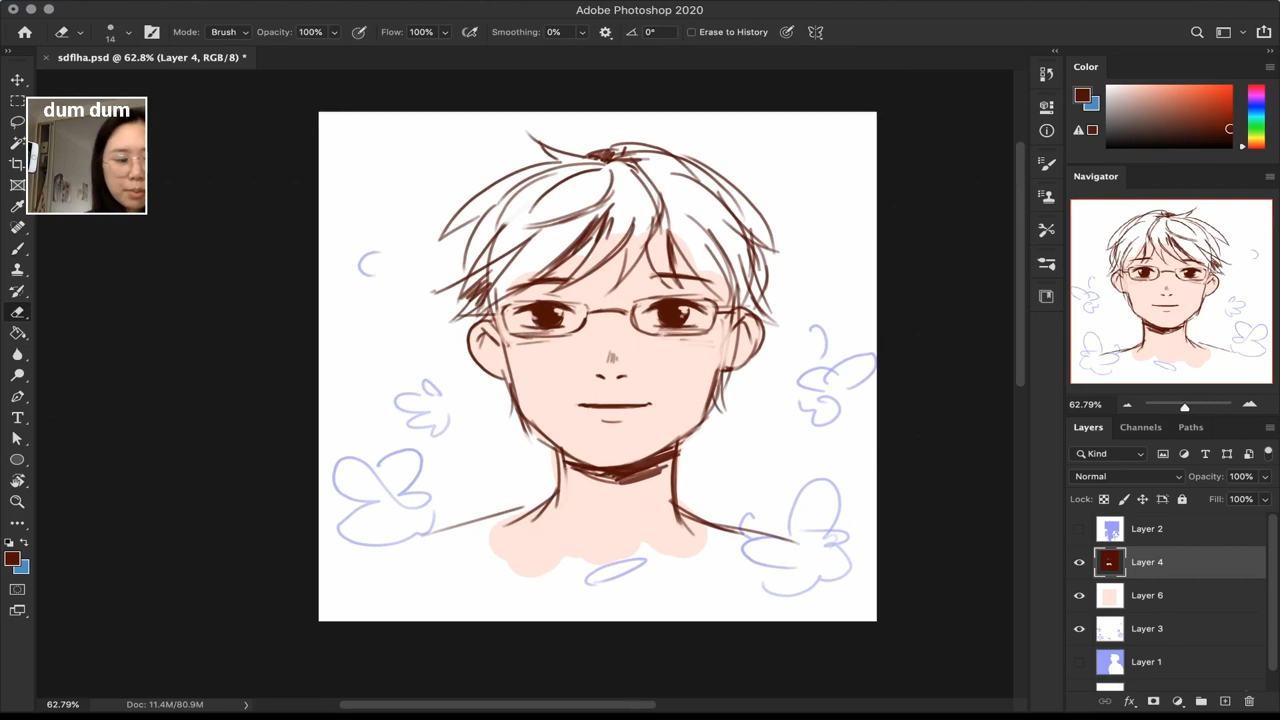 Adobe Photoshop 2020
14
Mode: Brush Opacity: 100% Flow: 100% Smoothing: 0% 0° Erase to History
sdflha.psd @ 62.8% (Layer 4, RGB/8) *
dum dum
Color
Navigator
62.79%
Layers Channels Paths
Kind
Normal Opacity: 100%
Lock: Fill: 100%
Layer 2
Layer 4
Layer 6
Layer 3
Layer 1
fx
62.79% Doc: 11.4M/80.9M